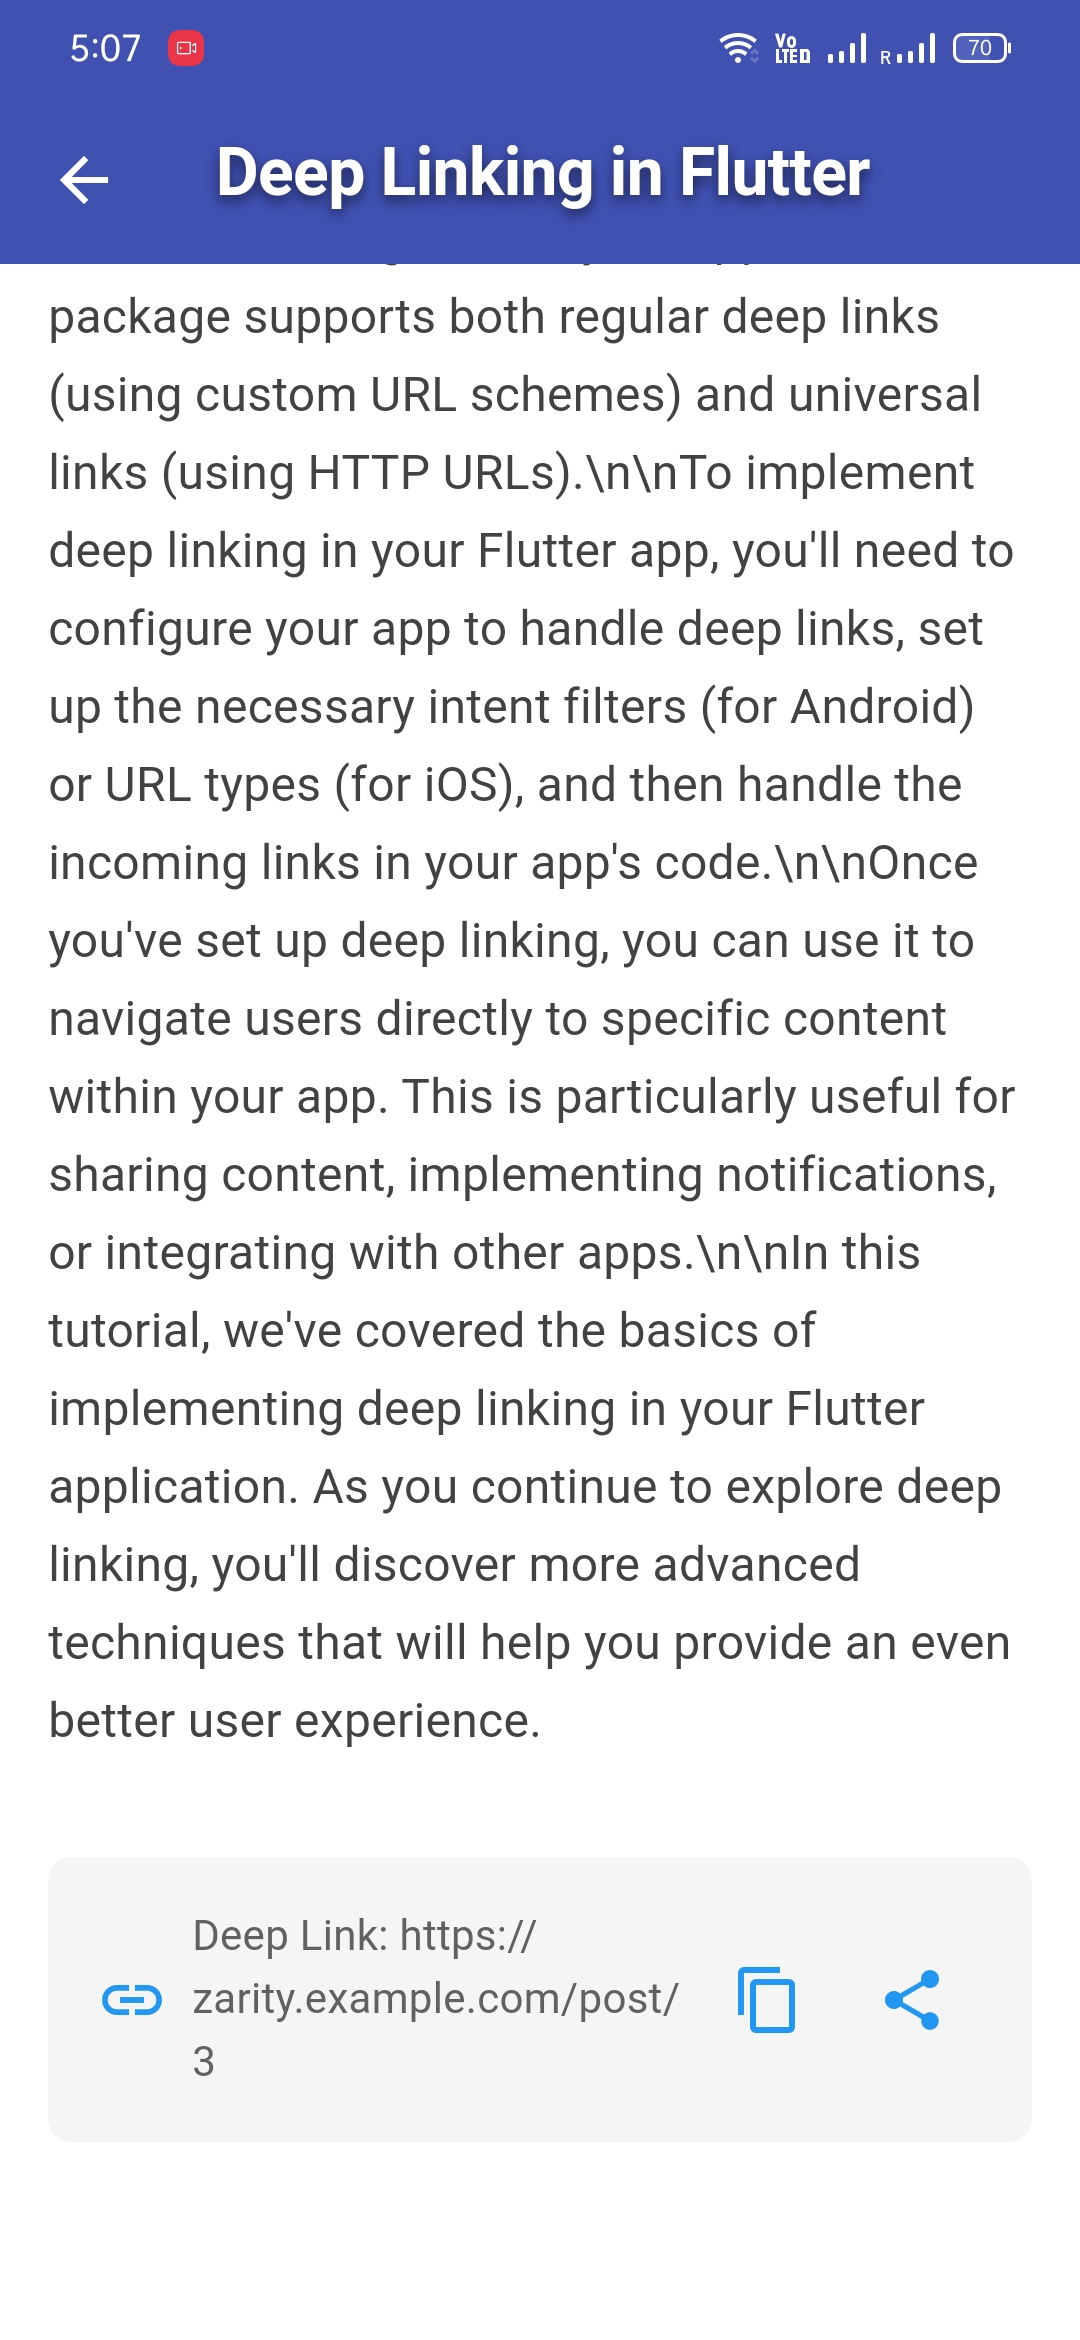 5:07
Vo
LTED
R
70
Deep Linking in Flutter
package supports both regular deep links
(using custom URL schemes) and universal
links (using HTTP URLs).\n\nTo implement
deep linking in your Flutter app, you'll need to
configure your app to handle deep links, set
up the necessary intent filters (for Android)
or URL types (for iOS), and then handle the
incoming links in your app's code.\n\nOnce
you've set up deep linking, you can use it to
navigate users directly to specific content
within your app. This is particularly useful for
sharing content, implementing notifications,
or integrating with other apps.\n\nIn this
tutorial, we've covered the basics of
implementing deep linking in your Flutter
application. As you continue to explore deep
linking, you'll discover more advanced
techniques that will help you provide an even
better user experience.
Deep Link: https://
zarity.example.com/post/
3